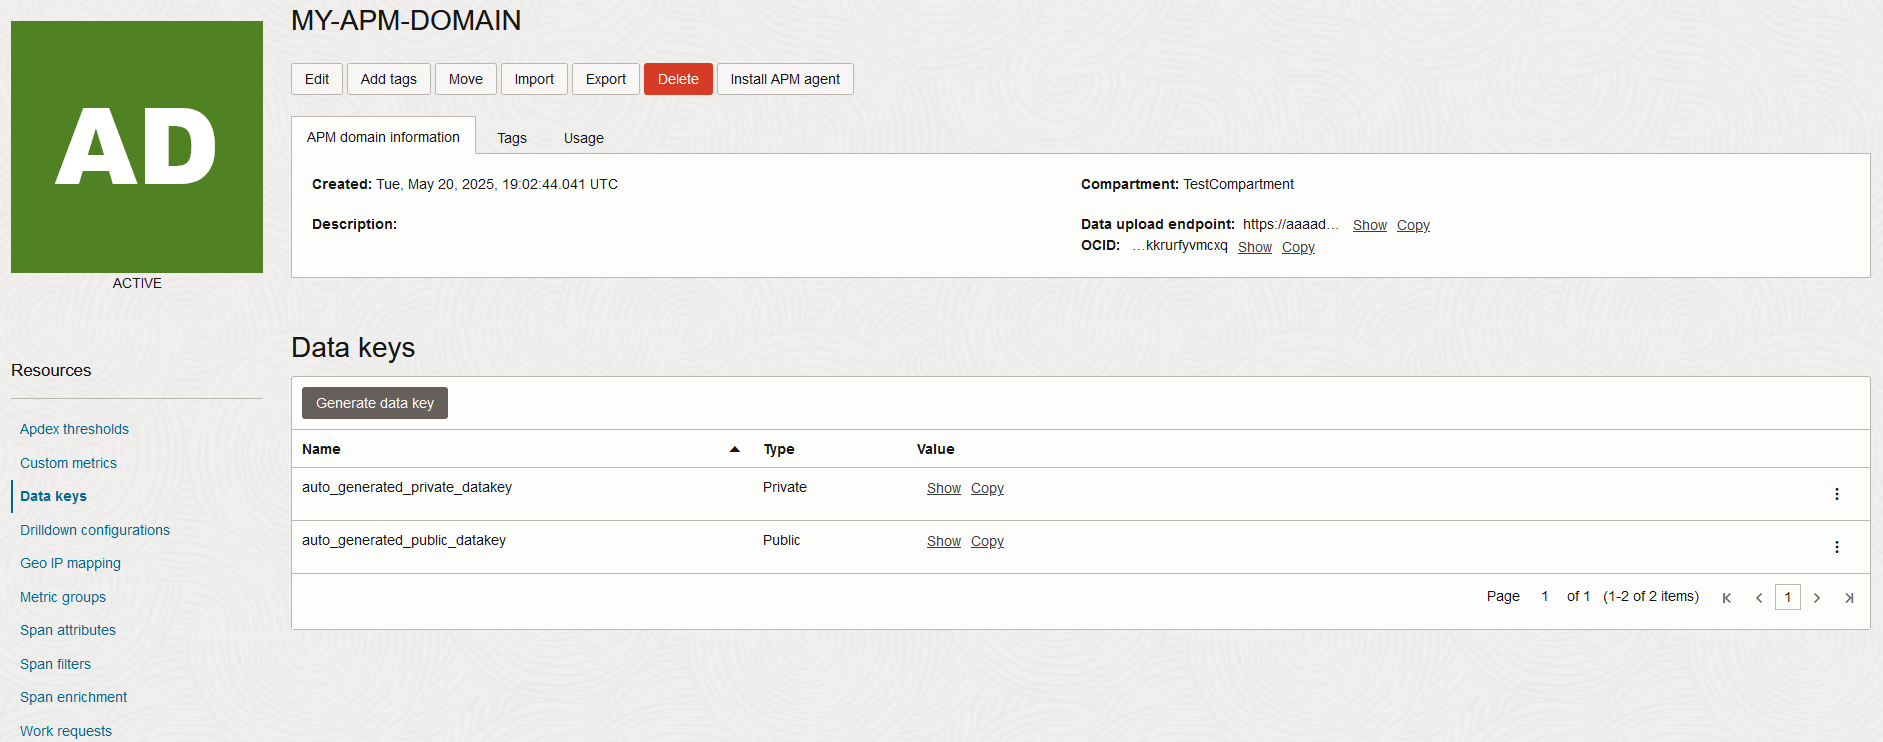 AD
ACTIVE
MY-APM-DOMAIN
Edit Add tags Move Import Export Delete Install APM agent
APM domain information Tags Usage
Created: Tue, May 20, 2025, 19:02:44.041 UTC
Description:
Compartment: TestCompartment
Data upload endpoint: https://aaaad... Show Copy
OCID: ...kkrurfyvmcxq Show Copy
Resources
Apdex thresholds
Custom metrics
Data keys
Drilldown configurations
Geo IP mapping
Metric groups
Span attributes
Span filters
Span enrichment
Work requests
Data keys
Generate data key
Name Type Value
auto_generated_private_datakey Private Show Copy
auto_generated_public_datakey Public Show Copy
Page 1 of 1 (1-2 of 2 items) 1